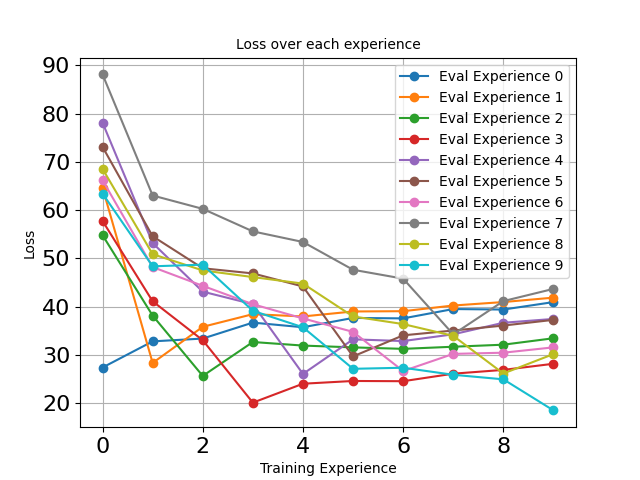 Loss over each experience
90
80
70
60
50
40
30
20
Loss
Eval Experience 0
Eval Experience 1
Eval Experience 2
Eval Experience 3
Eval Experience 4
Eval Experience 5
Eval Experience 6
Eval Experience 7
Eval Experience 8
Eval Experience 9
0 2 4 6 8
Training Experience